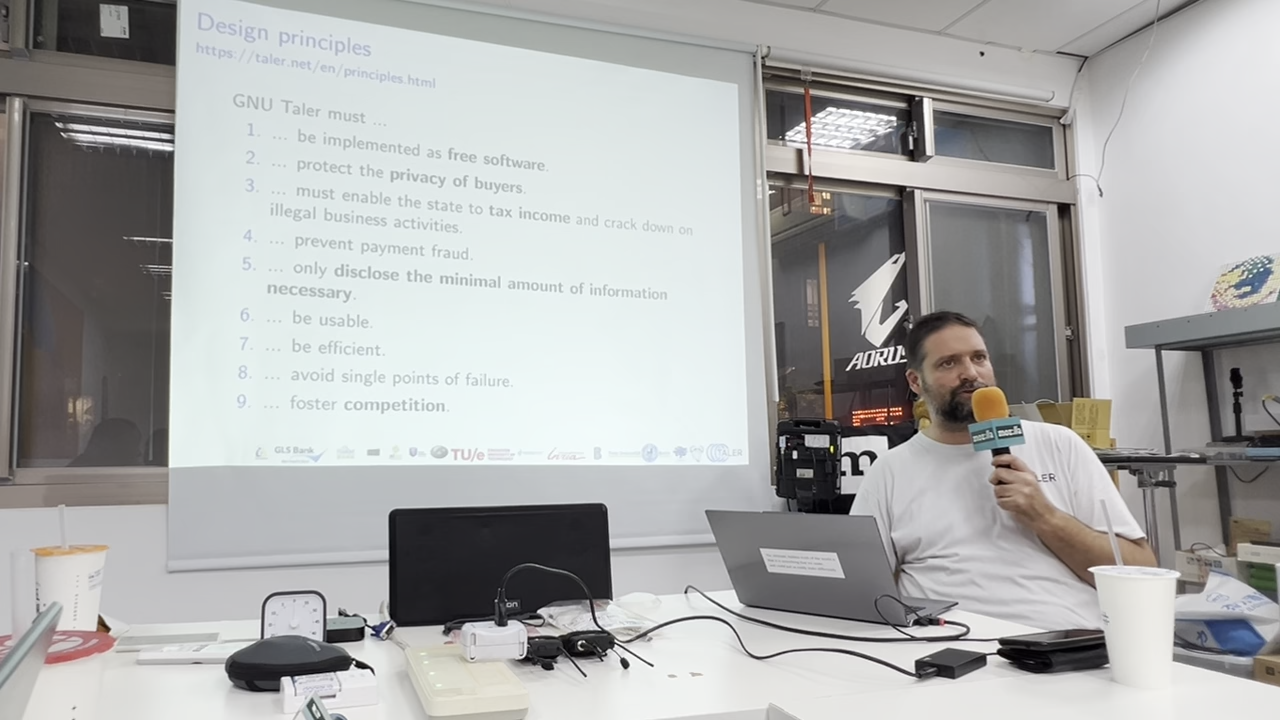 Design principles
https://taler.net/en/principles.html
GNU Taler must ...
1. ... be implemented as free software.
2. ... protect the privacy of buyers.
3. ... must enable the state to tax income and crack down on
illegal business activities.
4. ... prevent payment fraud.
5. ... only disclose the minimal amount of information
necessary.
6. ... be usable.
7. ... be efficient.
8. ... avoid single points of failure.
9. ... foster competition.
GLS Bank
TU/e
AORUS